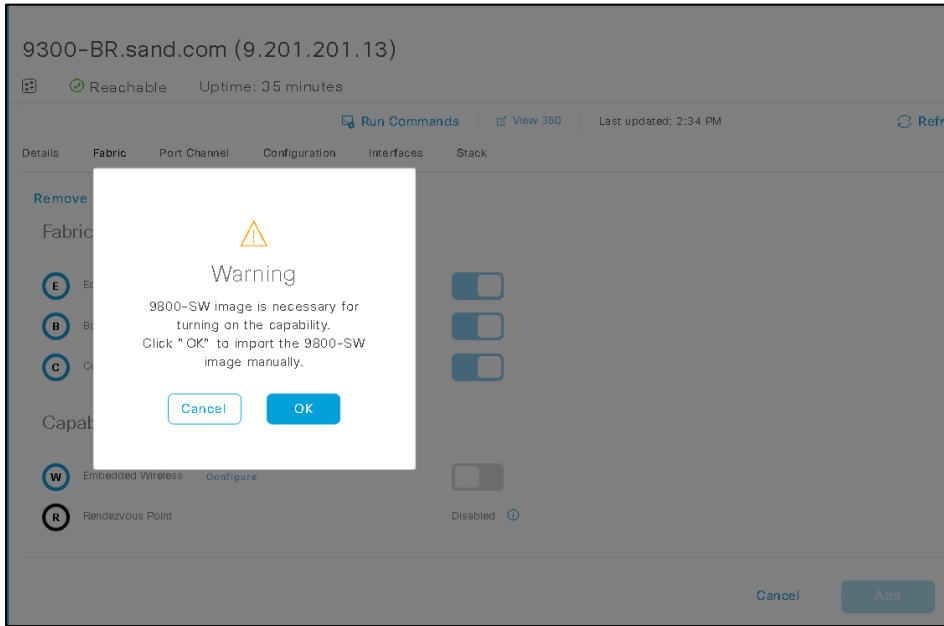 9300-BR.sand.com (9.201.201.13)
Reachable Uptime: 35 minutes
Run Commands View 360 Last updated: 2:34 PM Refr
Details Fabric Port Channel Configuration Interfaces Stack
Remove
Fabric
Warning
E Ed
9800-SW image is necessary for
turning on the capability.
B Bo
Click "OK" to import the 9800-SW
image manually.
C Co
Cancel OK
Capab
W Embedded Wireless Configure
R Rendezvous Point Disabled
Cancel Add